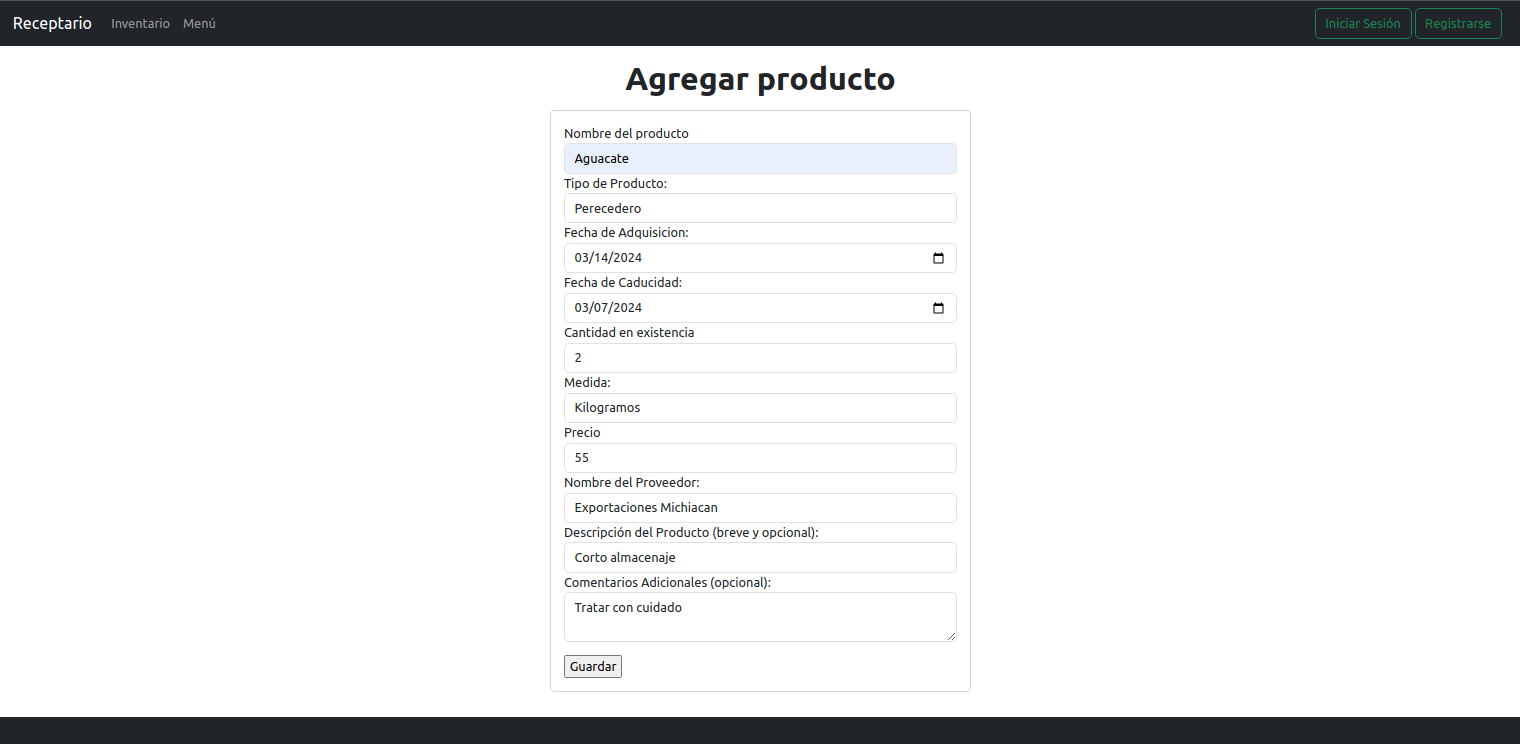 Receptario Inventario Menú Iniciar Sesión Registrarse
Agregar producto
Nombre del producto
Aguacate
Tipo de Producto:
Perecedero
Fecha de Adquisicion:
03/14/2024
Fecha de Caducidad:
03/07/2024
Cantidad en existencia
2
Medida:
Kilogramos
Precio
55
Nombre del Proveedor:
Exportaciones Michiacan
Descripción del Producto (breve y opcional):
Corto almacenaje
Comentarios Adicionales (opcional):
Tratar con cuidado
Guardar